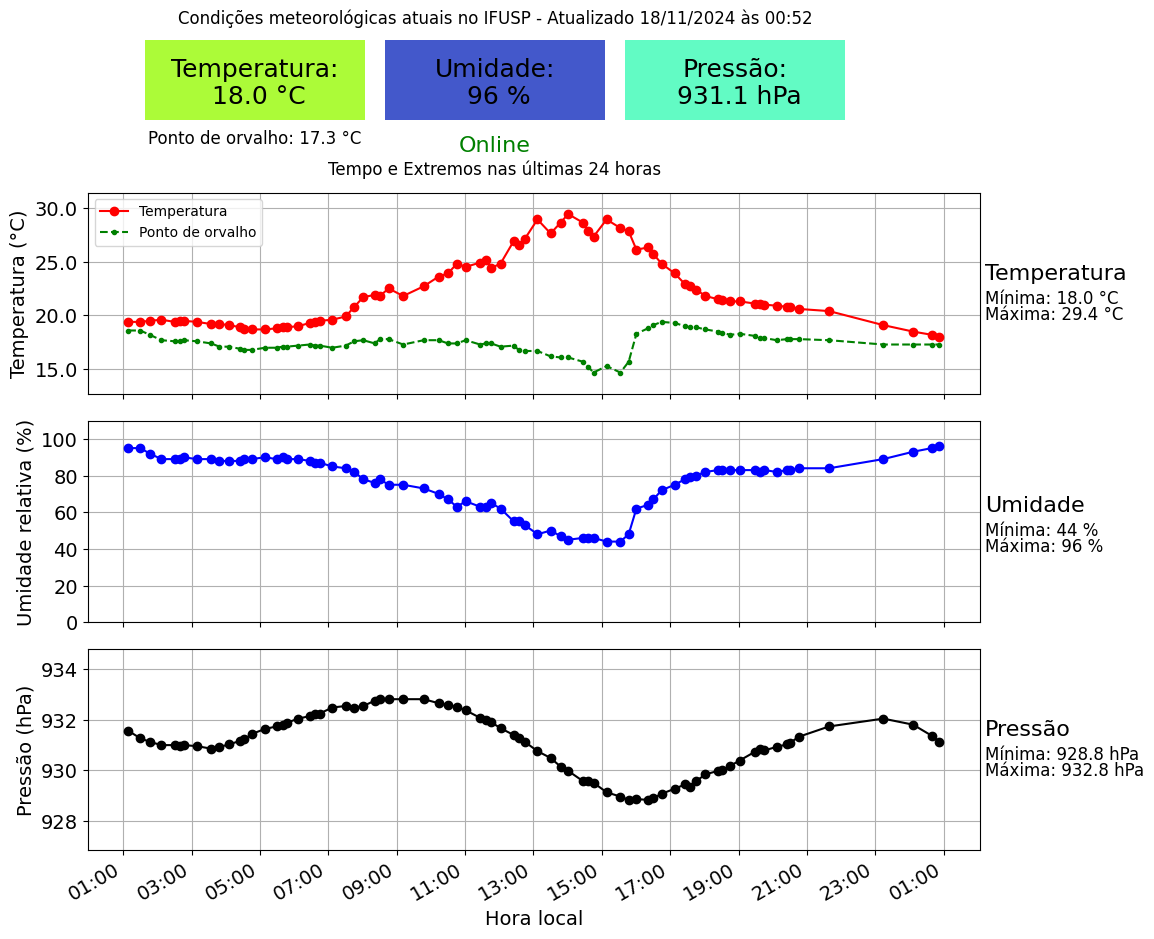 Condições meteorológicas atuais no IFUSP - Atualizado 18/11/2024 às 00:52
Temperatura:
18.0 °C
Umidade:
96 %
Pressão:
931.1 hPa
Ponto de orvalho: 17.3 °C
Online
Tempo e Extremos nas últimas 24 horas
Temperatura (°C)
30.0
25.0
20.0
15.0
Temperatura
Ponto de orvalho
Temperatura
Mínima: 18.0 °C
Máxima: 29.4 °C
Umidade relativa (%)
100
80
60
40
20
0
Umidade
Mínima: 44 %
Máxima: 96 %
Pressão (hPa)
934
932
930
928
Pressão
Mínima: 928.8 hPa
Máxima: 932.8 hPa
01:00 03:00 05:00 07:00 09:00 11:00 13:00 15:00 17:00 19:00 21:00 23:00 01:00
Hora local